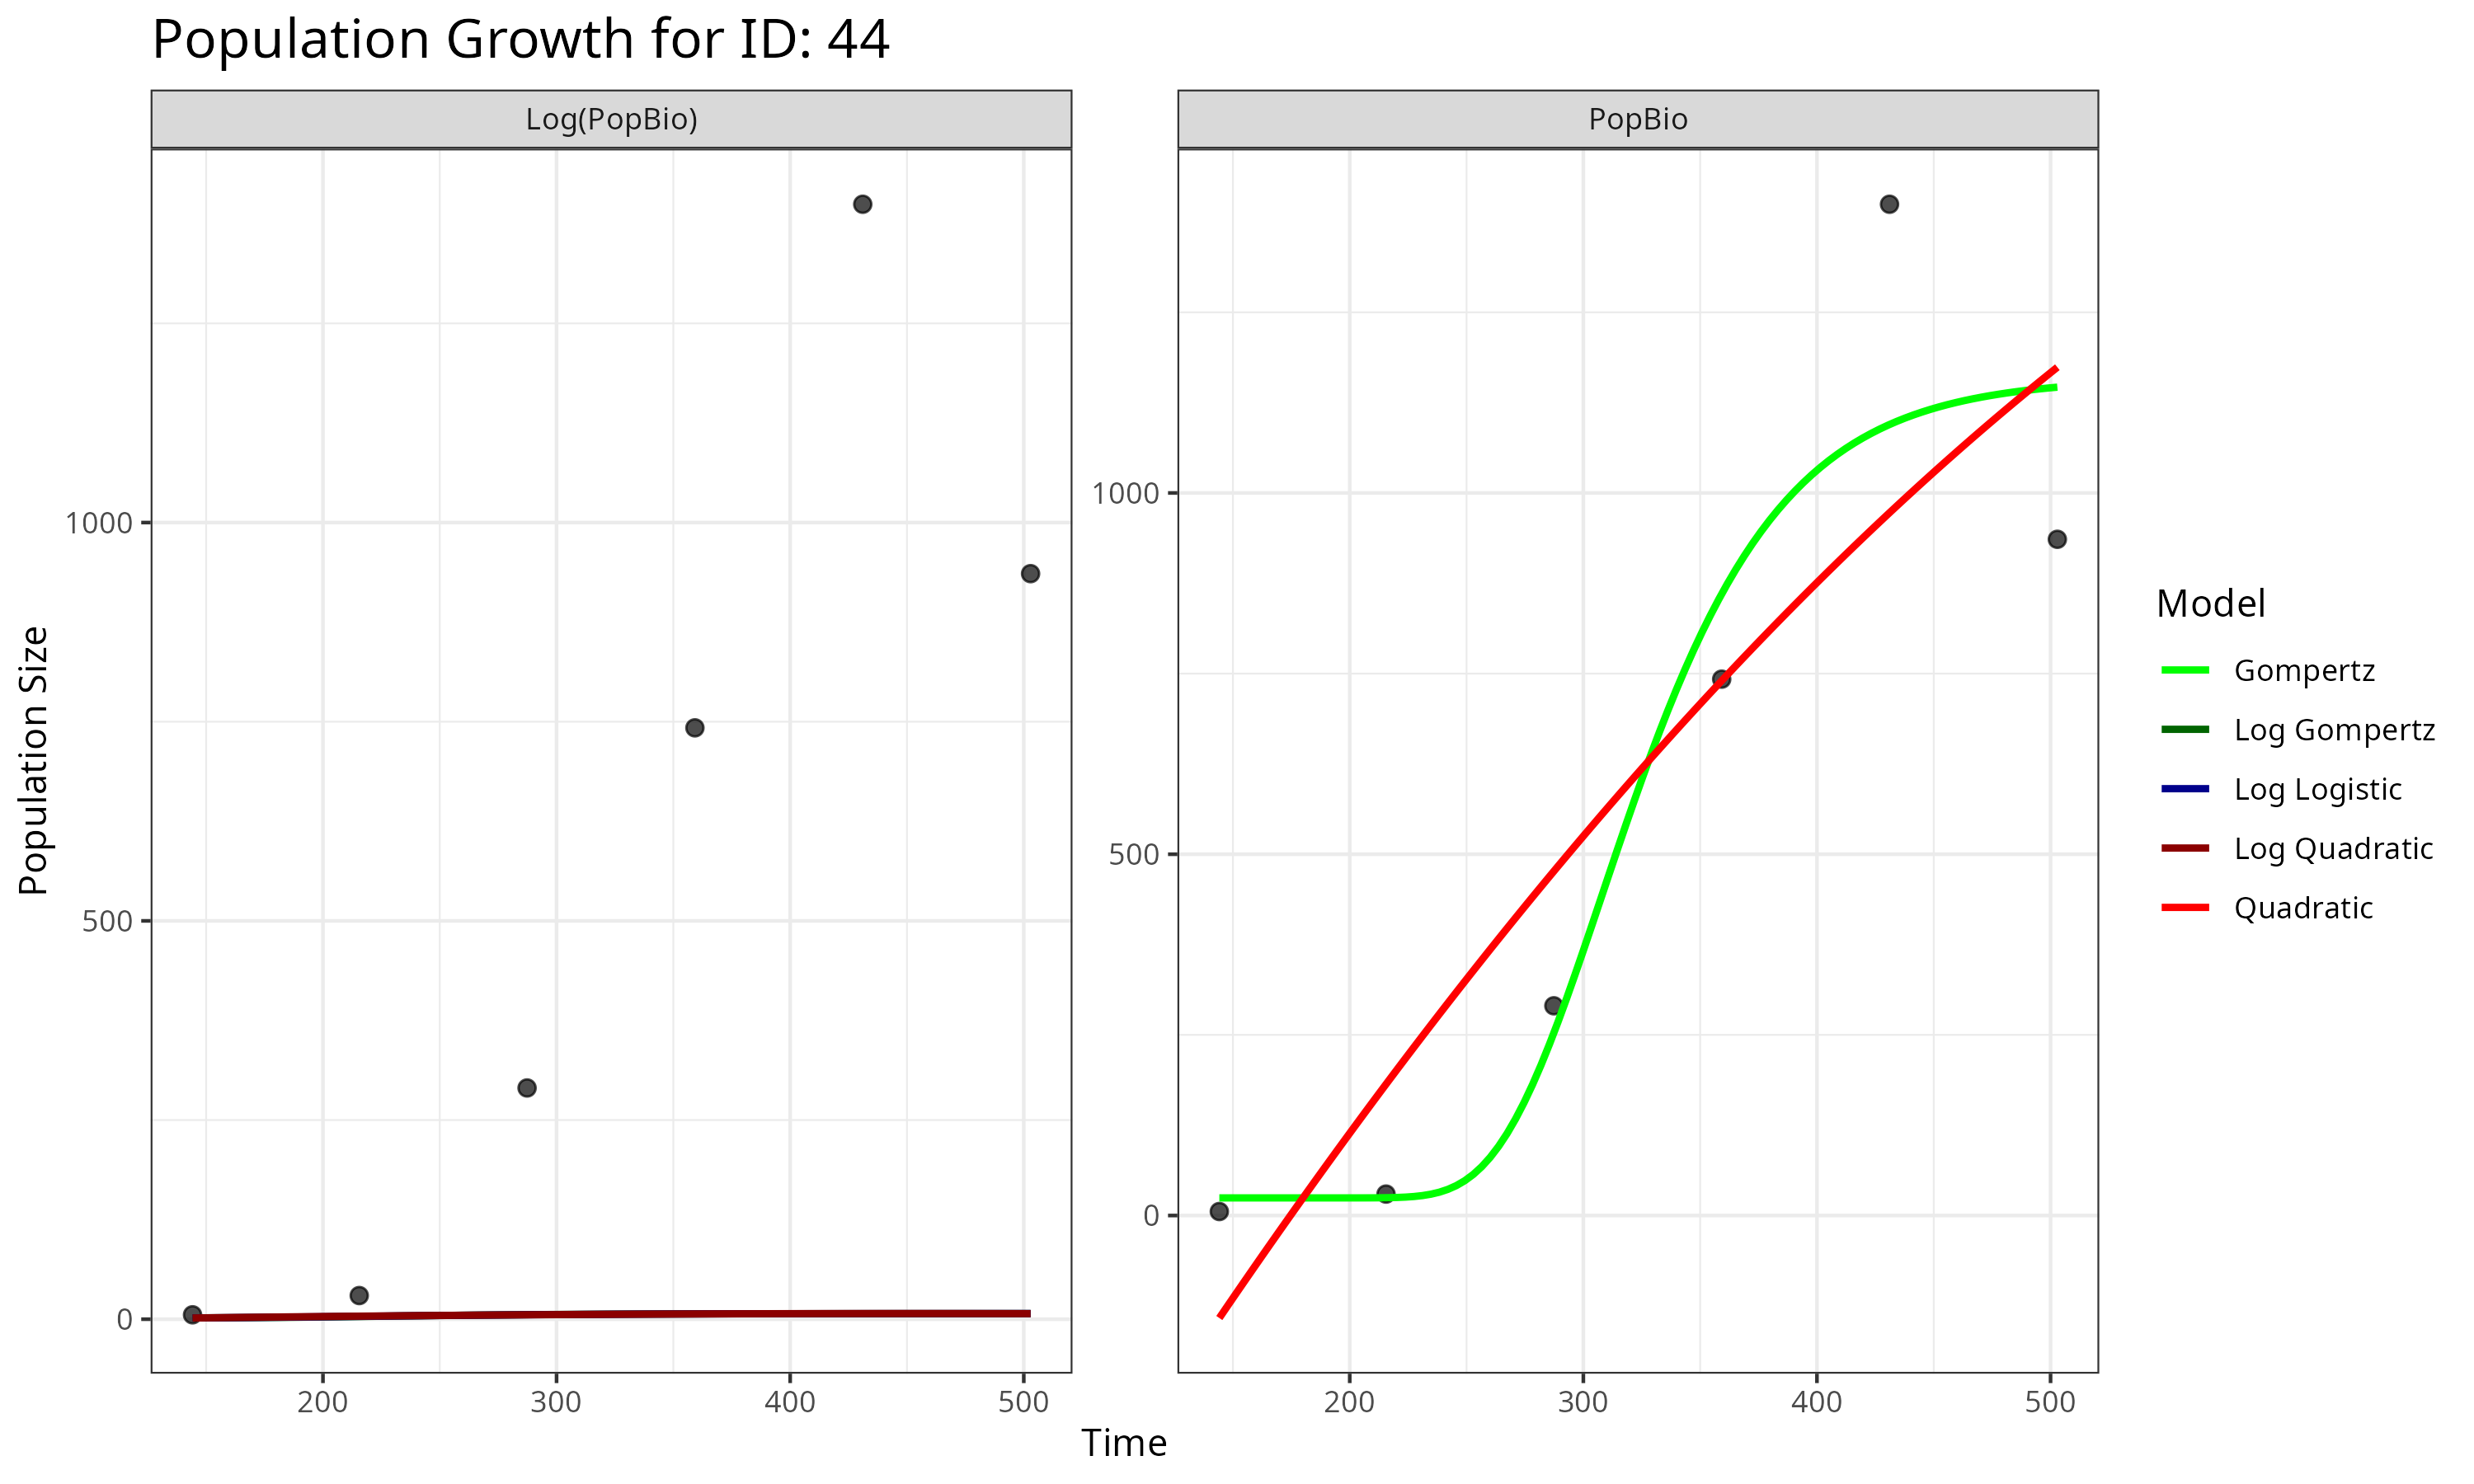 Population Growth for ID: 44
Log(PopBio)
PopBio
Population Size
1000
500
0
200
300
400
500
1000
500
0
200
300
400
500
Time
Model
Gompertz
Log Gompertz
Log Logistic
Log Quadratic
Quadratic